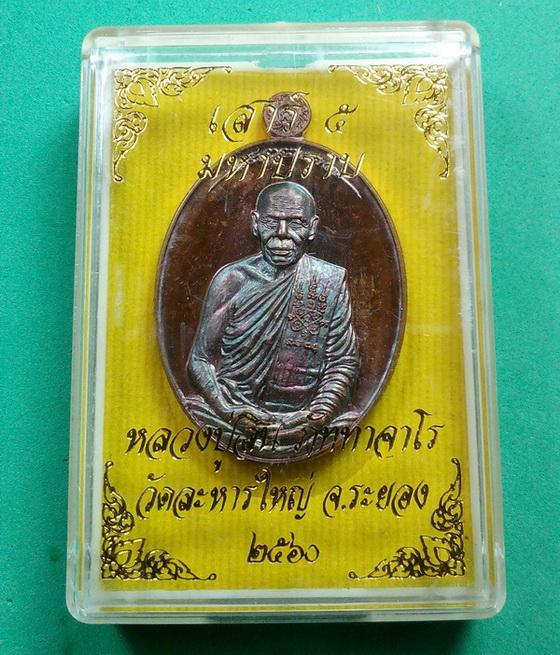 เสาร์ ๕
มหาปราบ
หลวงปู่สิน ภัททาจาโร
วัดละหารใหญ่ จ.ระยอง
๒๕๖๐